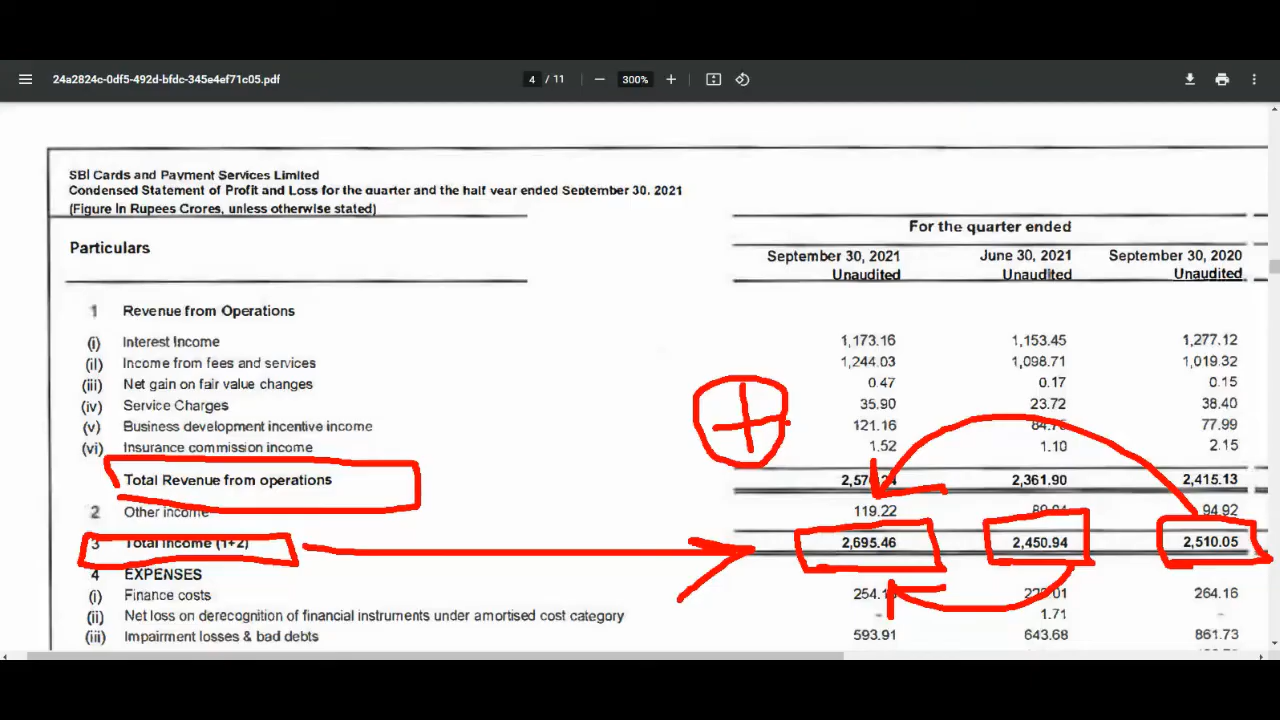 24a2824c-0df5-492d-bfdc-345e4ef71c05.pdf 4 / 11 300%
SBI Cards and Payment Services Limited
Condensed Statement of Profit and Loss for the quarter and the half year ended September 30, 2021
(Figure in Rupees Crores, unless otherwise stated)
For the quarter ended
Particulars September 30, 2021 June 30, 2021 September 30, 2020
Unaudited Unaudited Unaudited
1 Revenue from Operations
(i) Interest Income 1,173.16 1,153.45 1,277.12
(ii) Income from fees and services 1,244.03 1,098.71 1,019.32
(iii) Net gain on fair value changes 0.47 0.17 0.15
(iv) Service Charges 35.90 23.72 38.40
(v) Business development incentive income 121.16 77.99
(vi) Insurance commission income 1.52 1.10 2.15
Total Revenue from operations 2,361.90 2,415.13
2 Other income 119.22 94.92
3 Total Income (1+2) 2,695.46 2,450.94 2,510.05
4 EXPENSES
(i) Finance costs 264.16
(ii) Net loss on derecognition of financial instruments under amortised cost category - 1.71 -
(iii) Impairment losses & bad debts 593.91 643.68 861.73